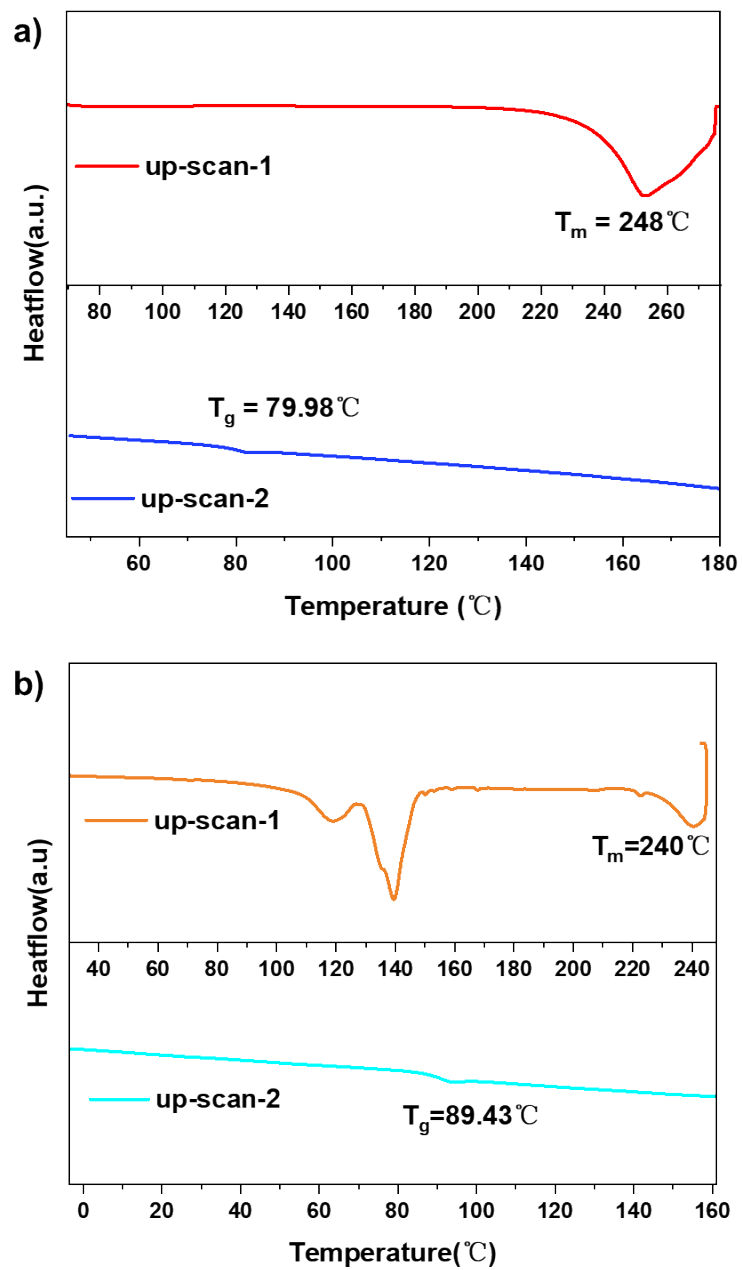 a)
up-scan-1
Tm = 248℃
80 100 120 140 160 180 200 220 240 260
Heatflow(a.u.)
Tg = 79.98℃
up-scan-2
60 80 100 120 140 160 180
Temperature (℃)
b)
up-scan-1
Tm=240℃
40 60 80 100 120 140 160 180 200 220 240
Heatflow(a.u)
up-scan-2
Tg=89.43℃
0 20 40 60 80 100 120 140 160
Temperature(℃)